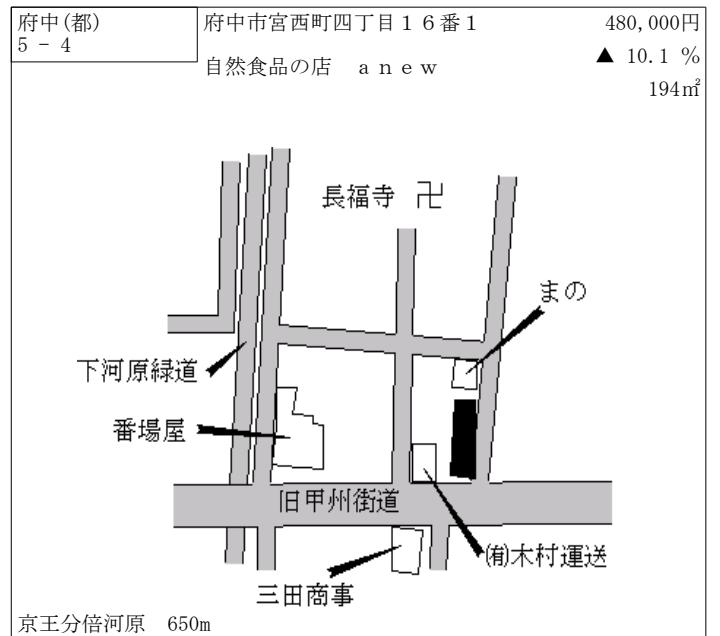 府中(都)
5 - 4
府中市宮西町四丁目１６番１
自然食品の店　ａｎｅｗ
480,000円
▲ 10.1 %
194㎡
長福寺 卍
まの
下河原緑道
番場屋
旧甲州街道
㈲木村運送
三田商事
京王分倍河原　650m